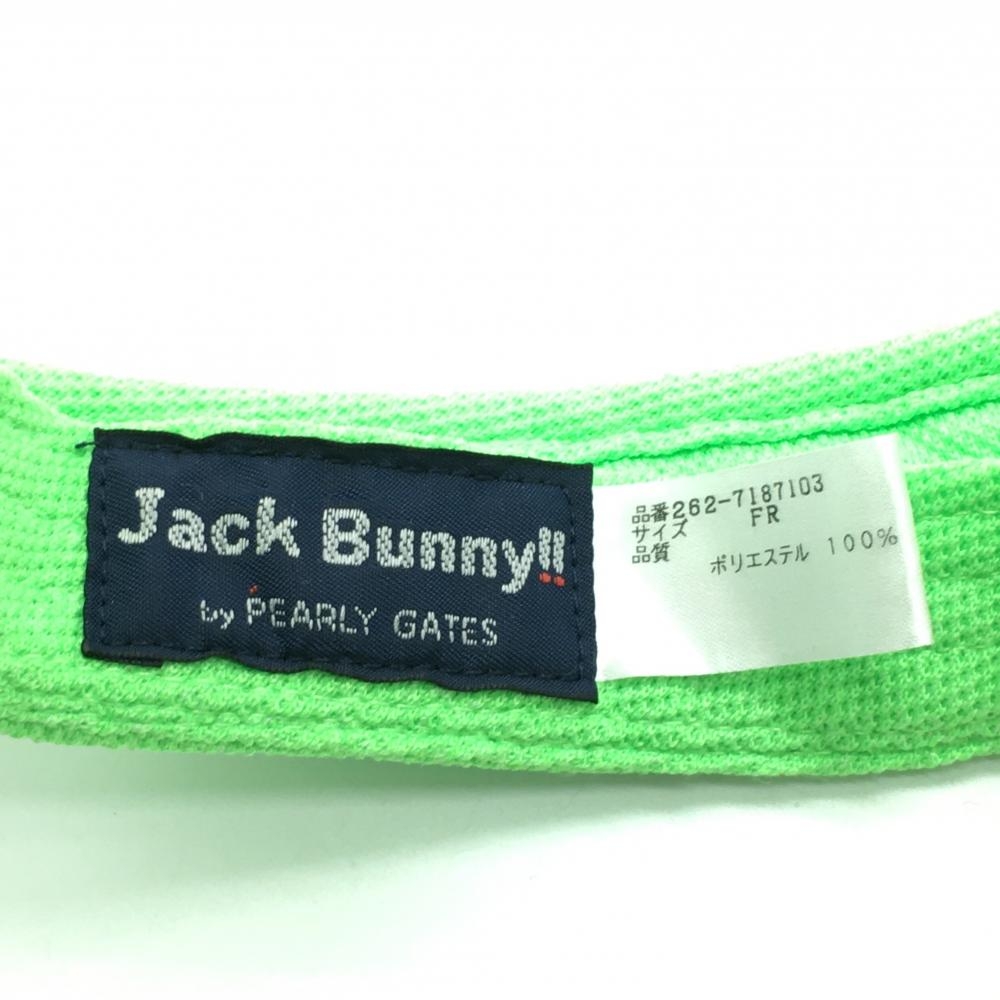 Jack Bunny!!
by PEARLY GATES
品番262-7187103
サイズ FR
品質 ポリエステル 100%